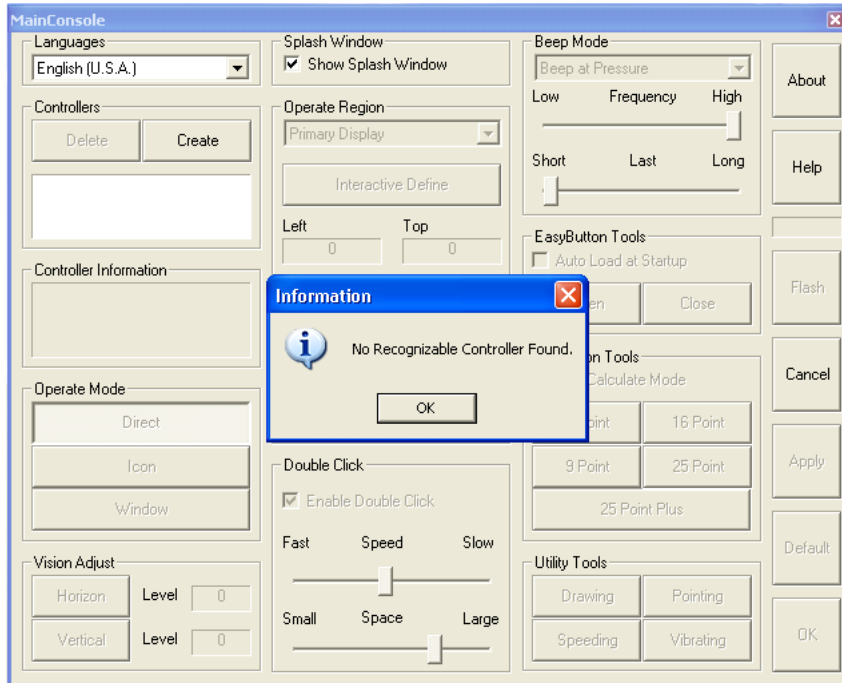 MainConsole
Languages
English (U.S.A.)
Controllers
Delete Create
Controller Information
Operate Mode
Direct
Icon
Window
Vision Adjust
Horizon Level 0
Vertical Level 0
Splash Window
Show Splash Window
Operate Region
Primary Display
Interactive Define
Left Top
0 0
Information
No Recognizable Controller Found.
OK
Double Click
Enable Double Click
Fast Speed Slow
Small Space Large
Beep Mode
Beep at Pressure
Low Frequency High
Short Last Long
EasyButton Tools
Auto Load at Startup
Close
Tools
Calculate Mode
16 Point
9 Point 25 Point
25 Point Plus
Utility Tools
Drawing Pointing
Speeding Vibrating
About
Help
Flash
Cancel
Apply
Default
OK